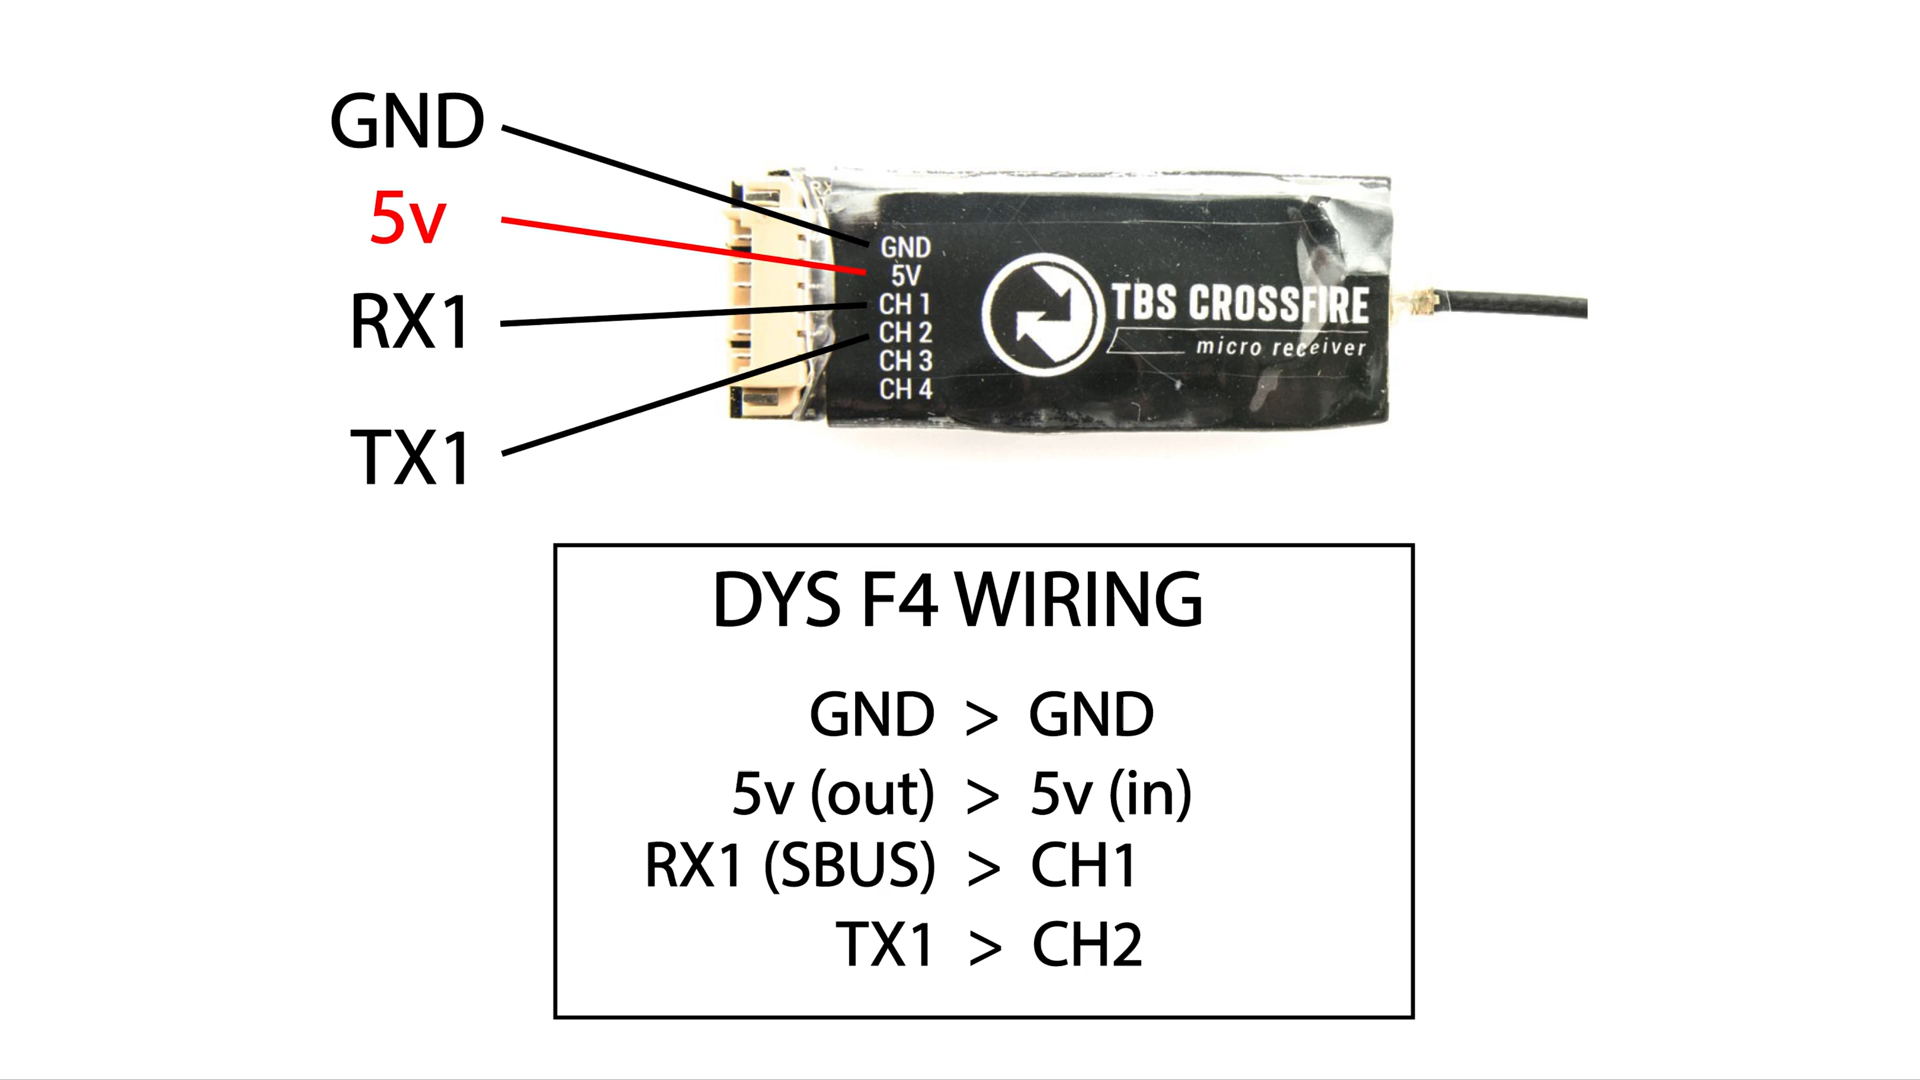 GND
5v
RX1
TX1
RX
GND
5V
CH 1
CH 2
CH 3
CH 4
TBS CROSSFIRE
micro receiver
DYS F4 WIRING
GND > GND
5v (out) > 5v (in)
RX1 (SBUS) > CH1
TX1 > CH2